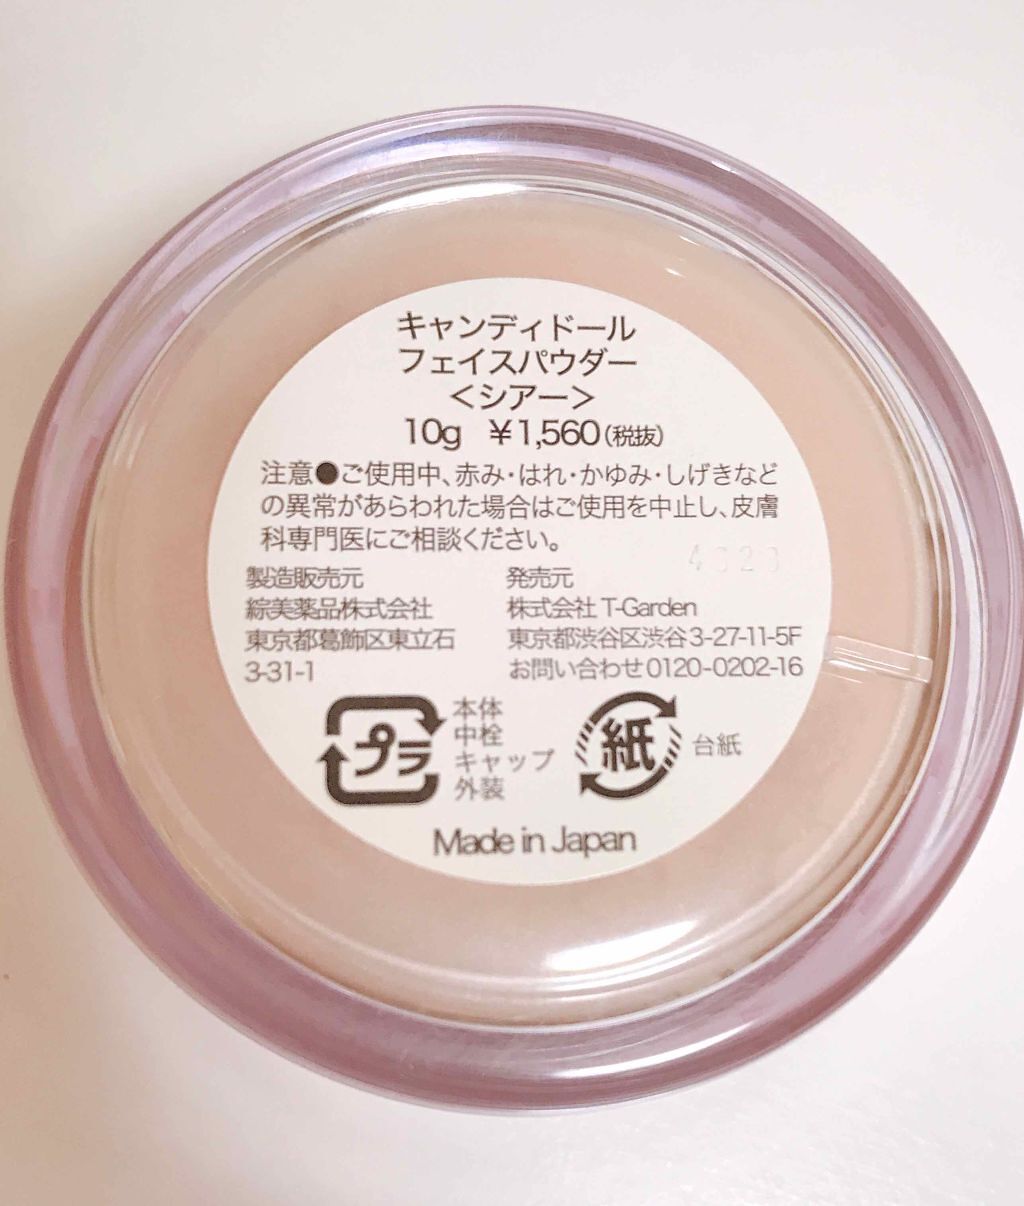 キャンディドール
フェイスパウダー
＜シアー＞
10g ￥1,560（税抜）
注意●ご使用中、赤み・はれ・かゆみ・しげきなど
の異常があらわれた場合はご使用を中止し、皮膚
科専門医にご相談ください。
製造販売元
綜美薬品株式会社
東京都葛飾区東立石
3-31-1
発売元
株式会社 T-Garden
東京都渋谷区渋谷3-27-11-5F
お問い合わせ0120-0202-16
プラ
本体
中栓
キャップ
外装
紙
台紙
Made in Japan